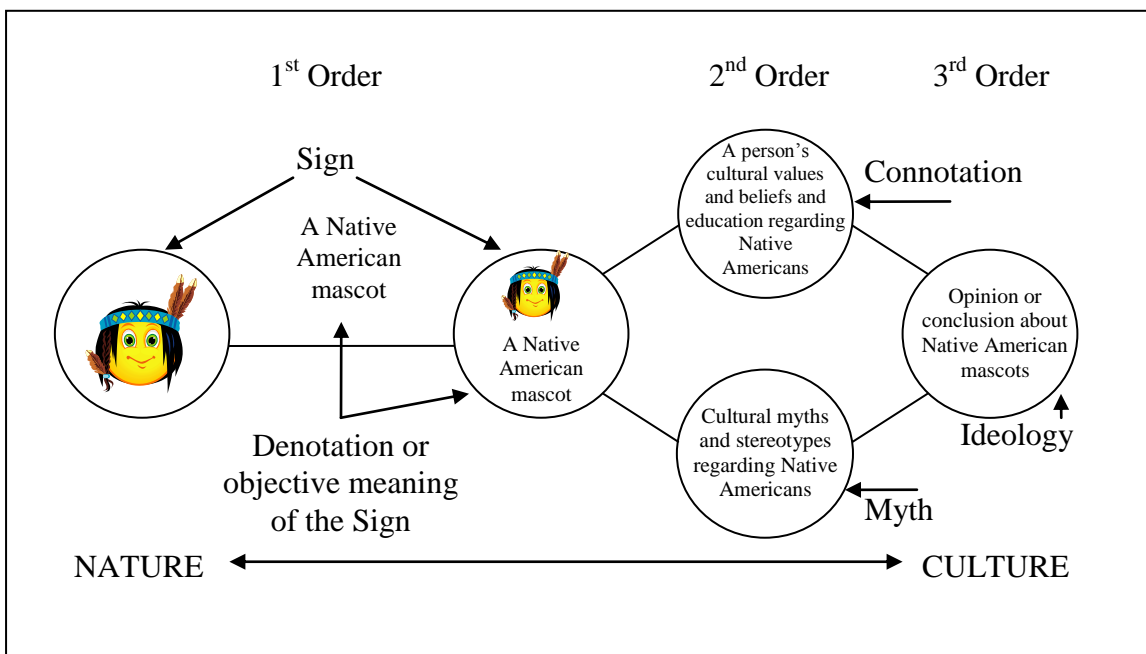 1st Order
2nd Order
3rd Order
Sign
A Native
American
mascot
A Native
American
mascot
Denotation or
objective meaning
of the Sign
A person’s
cultural values
and beliefs and
education regarding
Native
Americans
Connotation
Cultural myths
and stereotypes
regarding Native
Americans
Myth
Opinion or
conclusion about
Native American
mascots
Ideology
NATURE
CULTURE